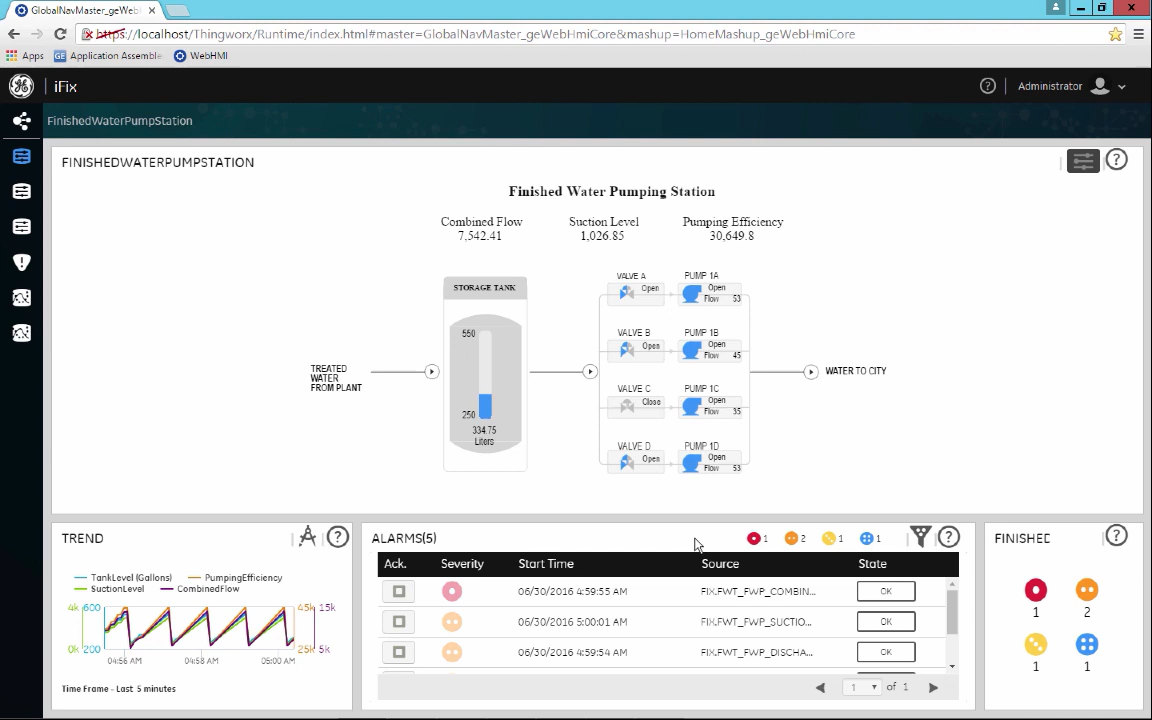 GlobalNavMaster_geWebH
https://localhost/Thingworx/Runtime/index.html#master=GlobalNavMaster_geWebHmiCore&mashup=HomeMashup_geWebHmiCore
Apps
GE
Application Assemble
WebHMI
iFix
?
Administrator
FinishedWaterPumpStation
FINISHEDWATERPUMPSTATION
?
Finished Water Pumping Station
Combined Flow Suction Level Pumping Efficiency
7,542.41 1,026.85 30,649.8
STORAGE TANK
550
250
334.75
Liters
TREATED
WATER
FROM PLANT
VALVE A
Open
PUMP 1A
Open
Flow 53
VALVE B
Open
PUMP 1B
Open
Flow 45
VALVE C
Close
PUMP 1C
Open
Flow 35
VALVE D
Open
PUMP 1D
Open
Flow 53
WATER TO CITY
TREND
?
TankLevel (Gallons) PumpingEfficiency
SuctionLevel CombinedFlow
4k 600 45k 15k
0k 200 25k 5k
04:56 AM 04:58 AM 05:00 AM
Time Frame - Last 5 minutes
ALARMS(5)
1 2 1 1
?
Ack. Severity Start Time Source State
06/30/2016 4:59:55 AM FIX.FWT_FWP_COMBIN... OK
06/30/2016 5:00:01 AM FIX.FWT_FWP_SUCTIO... OK
06/30/2016 4:59:54 AM FIX.FWT_FWP_DISCHA... OK
1 of 1
FINISHED
?
1 2
1 1